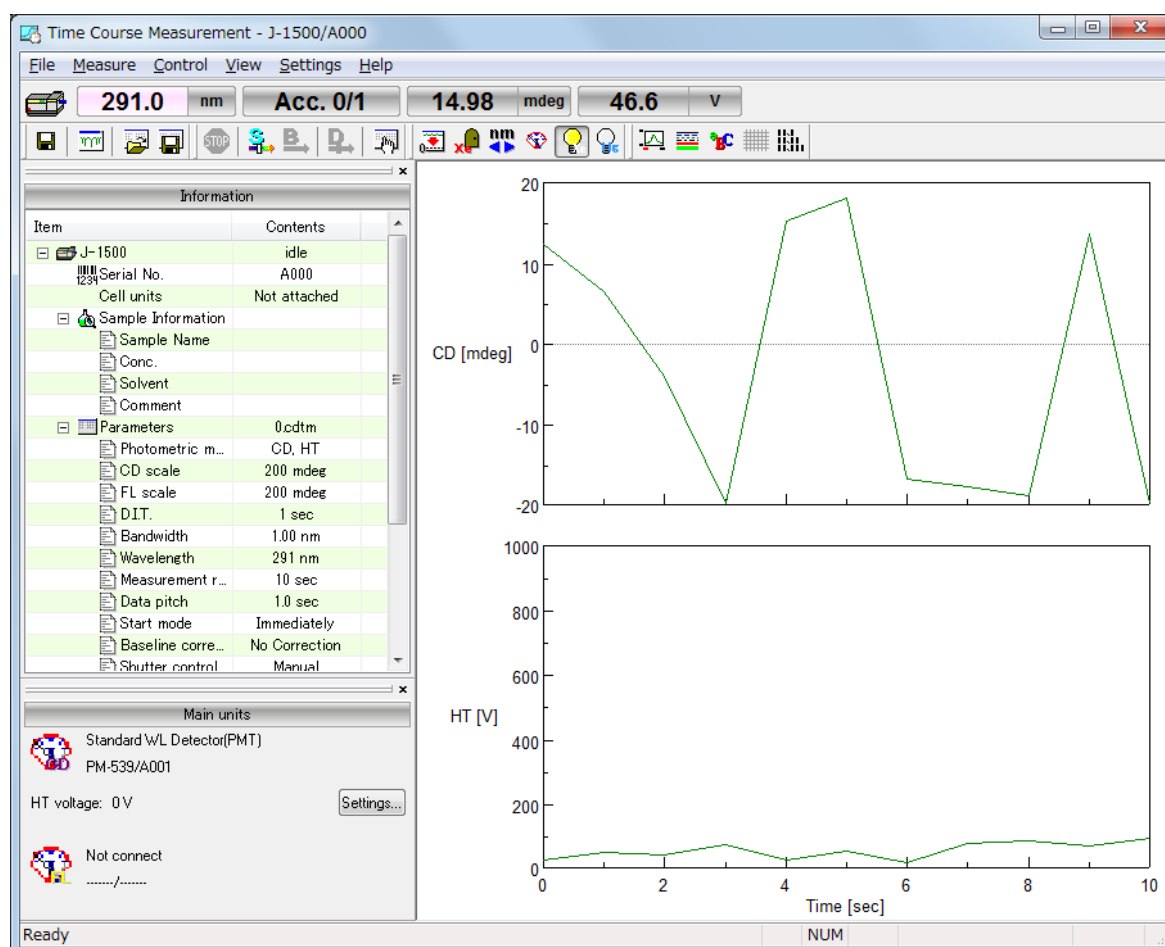 Time Course Measurement - J-1500/A000
File Measure Control View Settings Help
291.0 nm Acc. 0/1 14.98 mdeg 46.6 V
STOP S B D nm BC
Information
Item Contents
J-1500 idle
1234 Serial No. A000
Cell units Not attached
Sample Information
Sample Name
Conc.
Solvent
Comment
Parameters 0.cdtm
Photometric m... CD, HT
CD scale 200 mdeg
FL scale 200 mdeg
D.I.T. 1 sec
Bandwidth 1.00 nm
Wavelength 291 nm
Measurement r... 10 sec
Data pitch 1.0 sec
Start mode Immediately
Baseline corre... No Correction
Shutter control Manual
Main units
Standard WL Detector(PMT)
CD
PM-539/A001
HT voltage: 0 V Settings...
Not connect
-------/-------
20
10
CD [mdeg] 0
-10
-20
1000
800
600
HT [V]
400
200
0
0 2 4 6 8 10
Time [sec]
Ready NUM